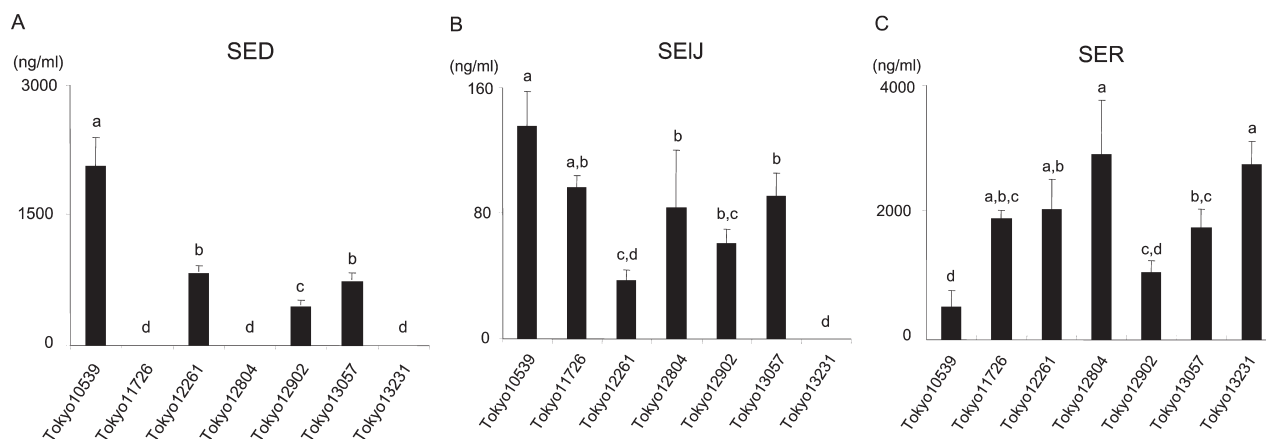 A
SED
(ng/ml)
3000
1500
0
a
d
b
d
c
b
d
Tokyo10539
Tokyo11726
Tokyo12261
Tokyo12804
Tokyo12902
Tokyo13057
Tokyo13231
B
SElJ
(ng/ml)
160
80
0
a
a,b
c,d
b
b,c
b
d
Tokyo10539
Tokyo11726
Tokyo12261
Tokyo12804
Tokyo12902
Tokyo13057
Tokyo13231
C
SER
(ng/ml)
4000
2000
0
d
a,b,c
a,b
a
c,d
b,c
a
Tokyo10539
Tokyo11726
Tokyo12261
Tokyo12804
Tokyo12902
Tokyo13057
Tokyo13231